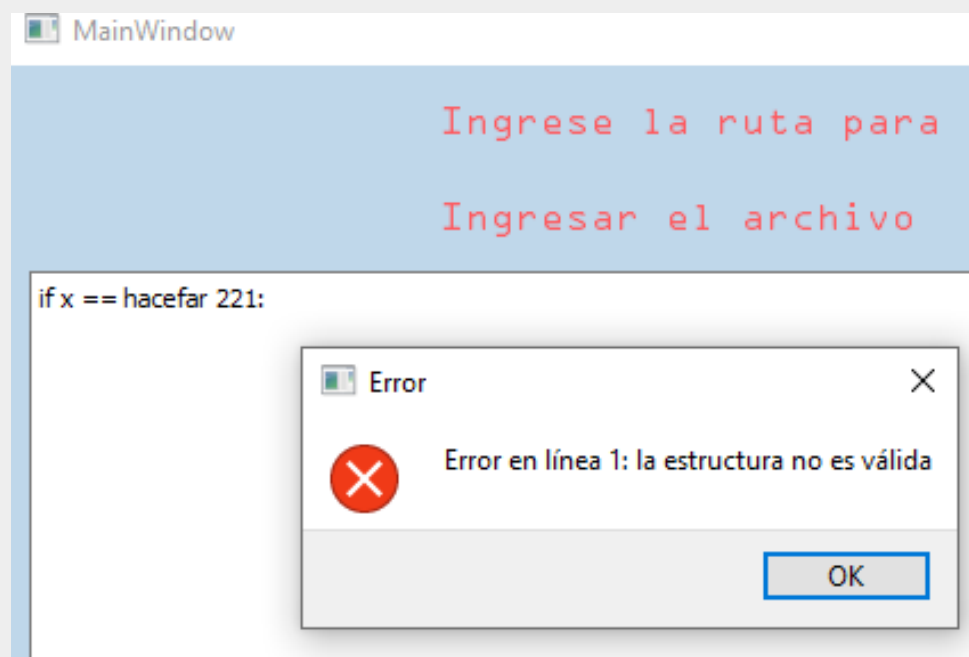 MainWindow
Ingrese la ruta para
Ingresar el archivo
if x == hacefar 221:
Error
Error en línea 1: la estructura no es válida
OK